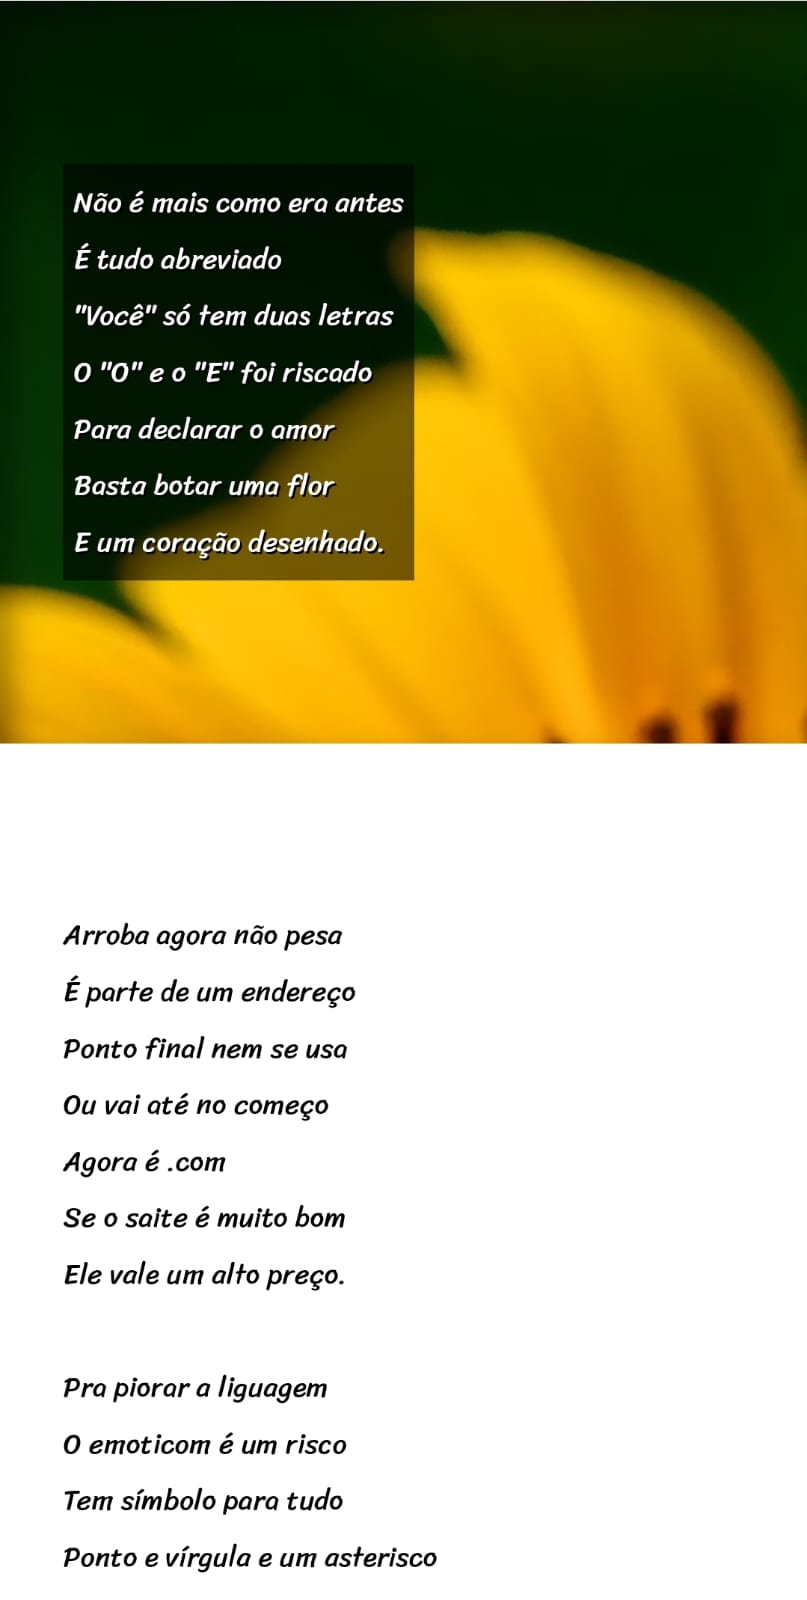 Não é mais como era antes
É tudo abreviado
"Você" só tem duas letras
O "O" e o "E" foi riscado
Para declarar o amor
Basta botar uma flor
E um coração desenhado.
Arroba agora não pesa
É parte de um endereço
Ponto final nem se usa
Ou vai até no começo
Agora é .com
Se o saite é muito bom
Ele vale um alto preço.
Pra piorar a liguagem
O emoticom é um risco
Tem símbolo para tudo
Ponto e vírgula e um asterisco